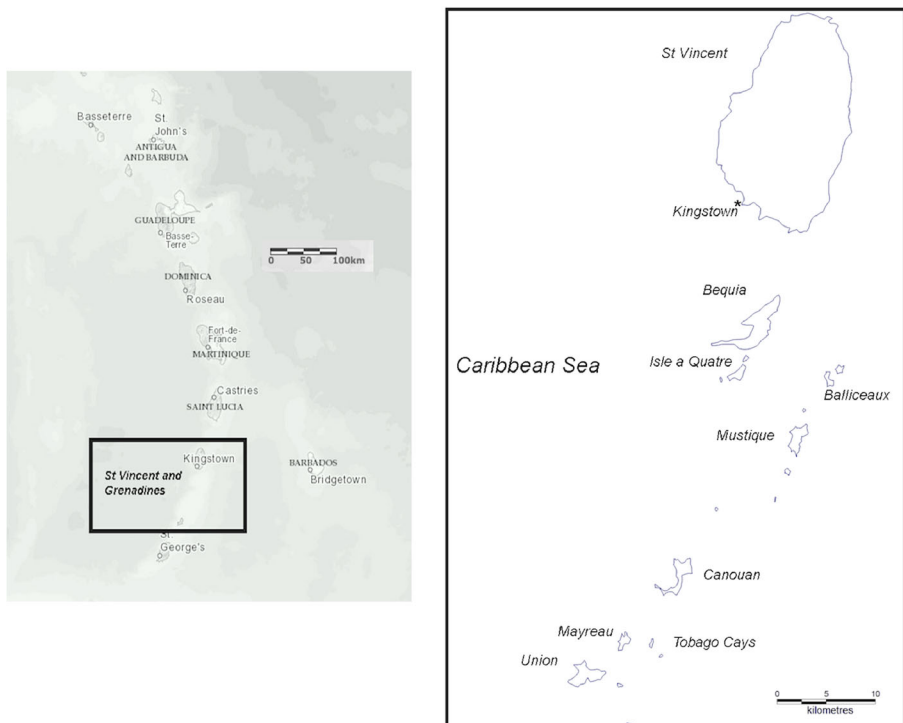 Basseterre
St.
John's
ANTIGUA
AND BARBUDA
GUADELOUPE
Basse-
Terre
0 50 100km
DOMINICA
Roseau
Fort-de-
France
MARTINIQUE
Castries
SAINT LUCIA
Kingstown
St Vincent and
Grenadines
BARBADOS
Bridgetown
St.
George's
St Vincent
Kingstown
*
Bequia
Caribbean Sea
Isle a Quatre
Balliceaux
Mustique
Canouan
Mayreau
Tobago Cays
Union
0 5 10
kilometres